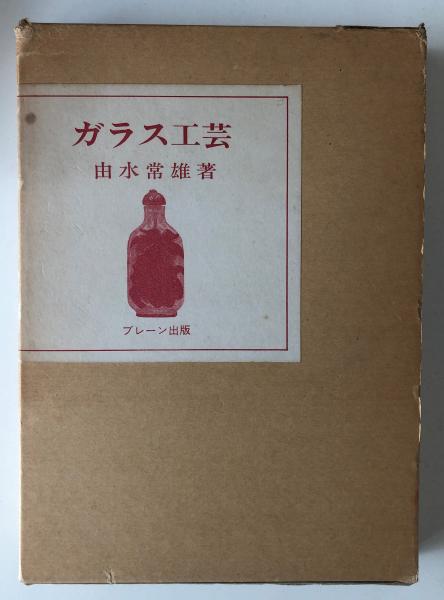 ガラス工芸
由水常雄著
ブレーン出版